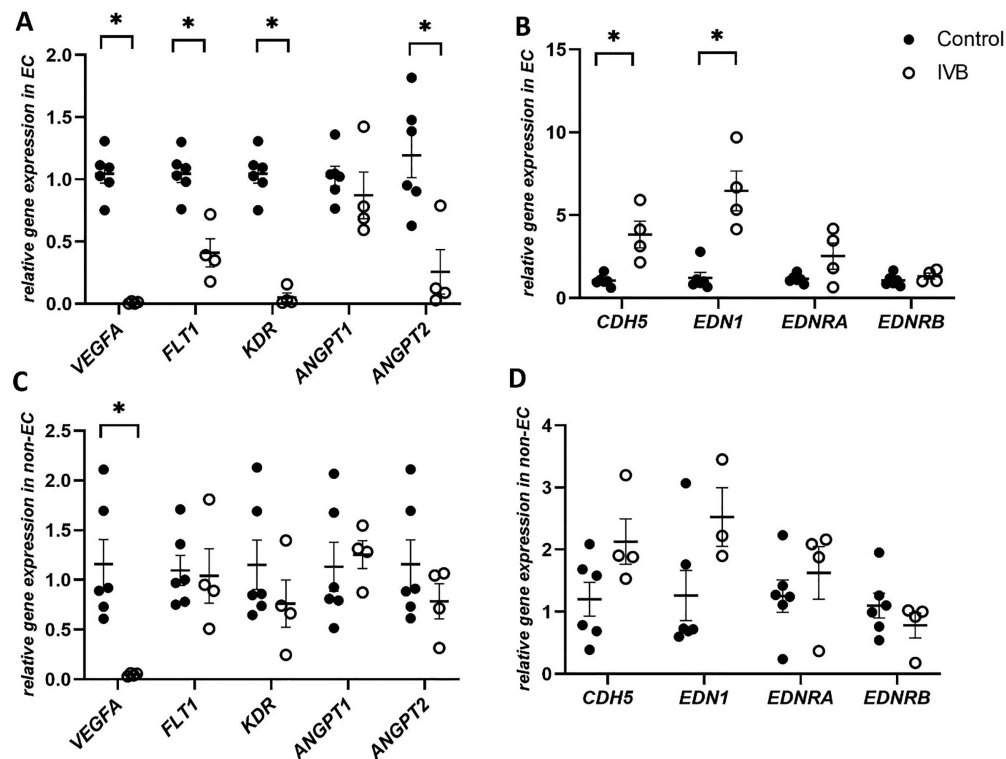 A
* * * *
relative gene expression in EC
2.0
1.5
1.0
0.5
0.0
VEGFA FLT1 KDR ANGPT1 ANGPT2
B
* *
relative gene expression in EC
15
10
5
0
CDH5 EDN1 EDNRA EDNRB
Control
IVB
C
*
relative gene expression in non-EC
2.5
2.0
1.5
1.0
0.5
0.0
VEGFA FLT1 KDR ANGPT1 ANGPT2
D
relative gene expression in non-EC
4
3
2
1
0
CDH5 EDN1 EDNRA EDNRB